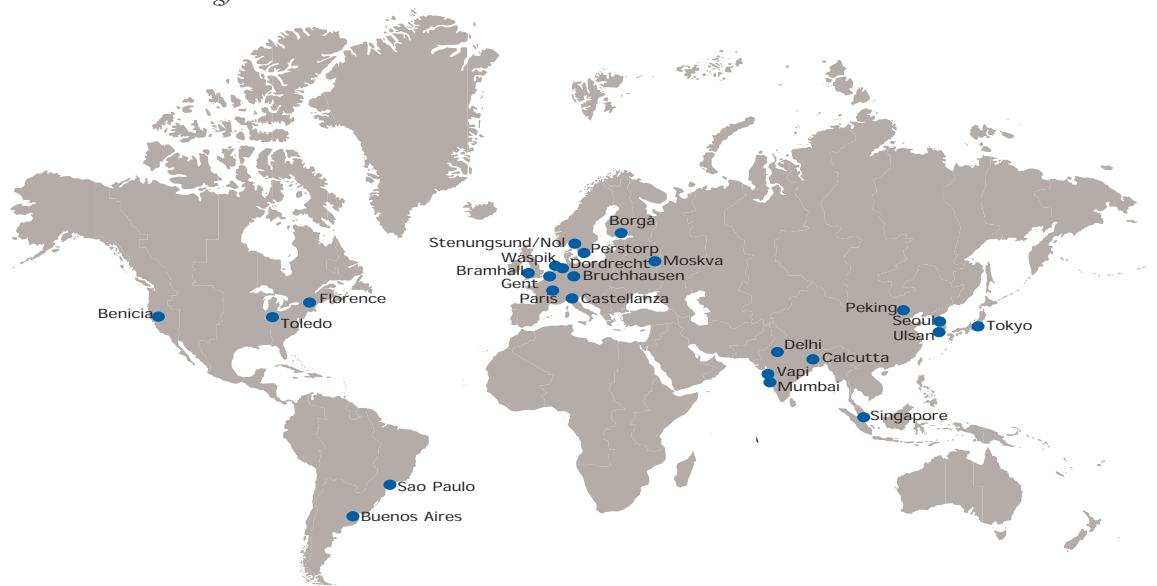 Borgà
Stenungsund/Nol
Perstorp
Waspik
Dordrecht
Moskva
Bramhall
Bruchhausen
Gent
Paris
Castellanza
Florence
Benicia
Toledo
Peking
Seoul
Tokyo
Ulsan
Delhi
Calcutta
Vapi
Mumbai
Singapore
Sao Paulo
Buenos Aires